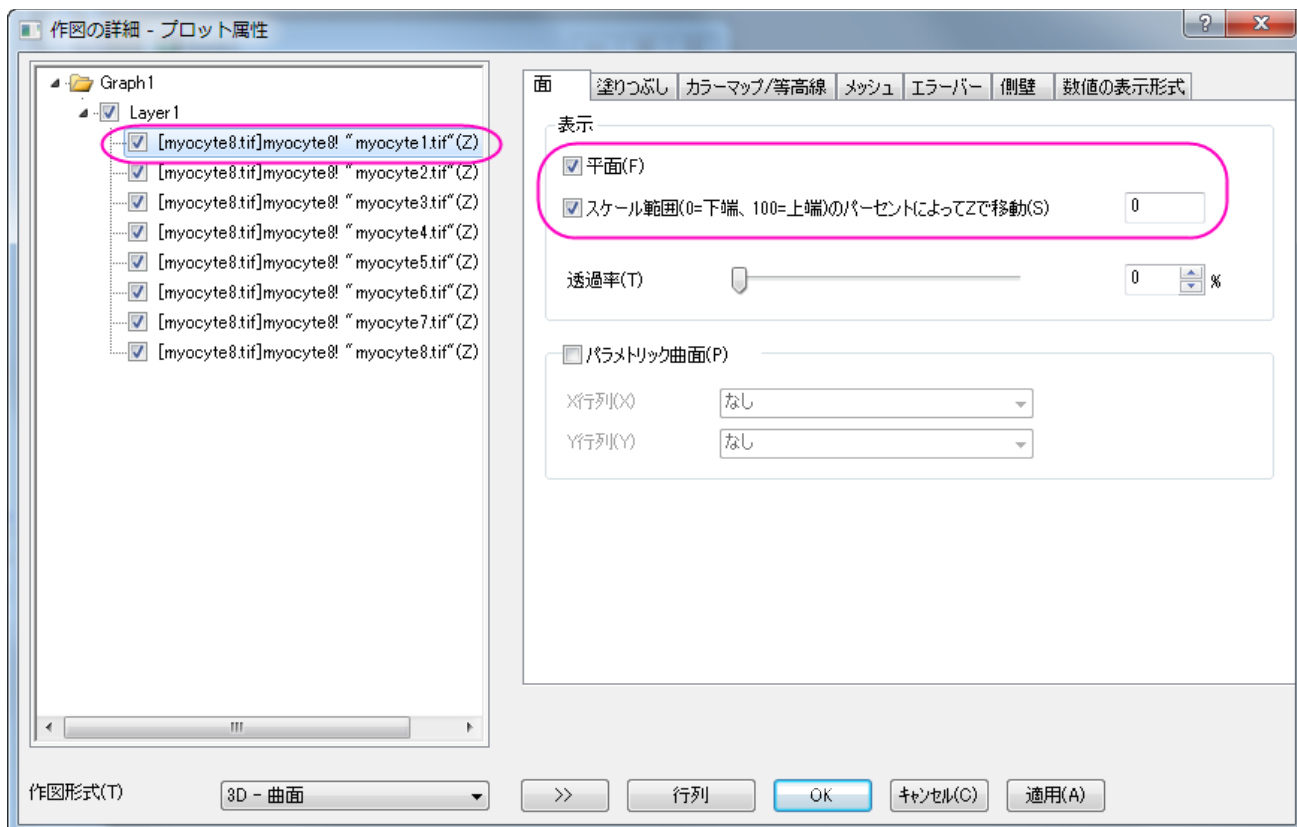 作図の詳細 - プロット属性
?
X
Graph1
Layer1
[myocyte8.tif]myocyte8! "myocyte1.tif"(Z)
[myocyte8.tif]myocyte8! "myocyte2.tif"(Z)
[myocyte8.tif]myocyte8! "myocyte3.tif"(Z)
[myocyte8.tif]myocyte8! "myocyte4.tif"(Z)
[myocyte8.tif]myocyte8! "myocyte5.tif"(Z)
[myocyte8.tif]myocyte8! "myocyte6.tif"(Z)
[myocyte8.tif]myocyte8! "myocyte7.tif"(Z)
[myocyte8.tif]myocyte8! "myocyte8.tif"(Z)
面 塗りつぶし カラーマップ/等高線 メッシュ エラーバー 側壁 数値の表示形式
表示
平面(F)
スケール範囲(0=下端、100=上端)のパーセントによってZで移動(S) 0
透過率(T) 0 %
パラメトリック曲面(P)
X行列(X) なし
Y行列(Y) なし
作図形式(T) 3D - 曲面 >> 行列 OK キャンセル(C) 適用(A)